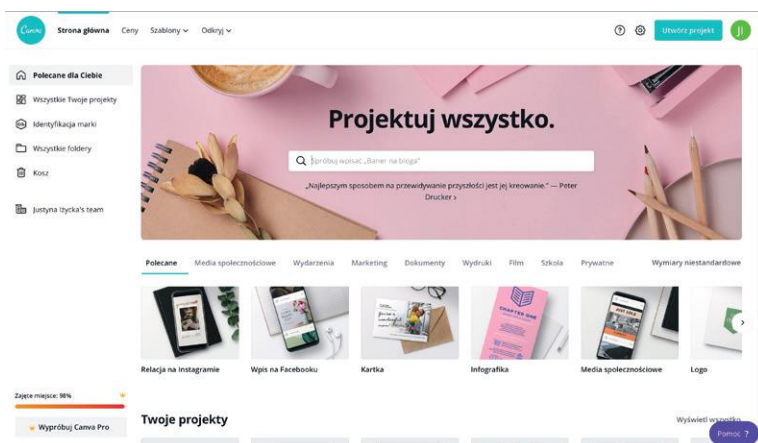 Canva
Strona główna
Ceny
Szablony
Odkryj
?
Utwórz projekt
Ji
Polecane dla Ciebie
Wszystkie Twoje projekty
Identyfikacja marki
Wszystkie foldery
Kosz
Justyna Iżycka's team
Projektuj wszystko.
Spróbuj wpisać „Baner na bloga"
„Najlepszym sposobem na przewidywanie przyszłości jest jej kreowanie." — Peter
Drucker ›
Polecane
Media społecznościowe
Wydarzenia
Marketing
Dokumenty
Wydruki
Film
Szkoła
Prywatne
Wymiary niestandardowe
CHAPTER ONE
Relacja na instagramie
Wpis na Facebooku
Kartka
Infografika
Media społecznościowe
Logo
Zajęte miejsce: 98%
Wypróbuj Canva Pro
Twoje projekty
Wyświetl wszystko
Pomoc ?